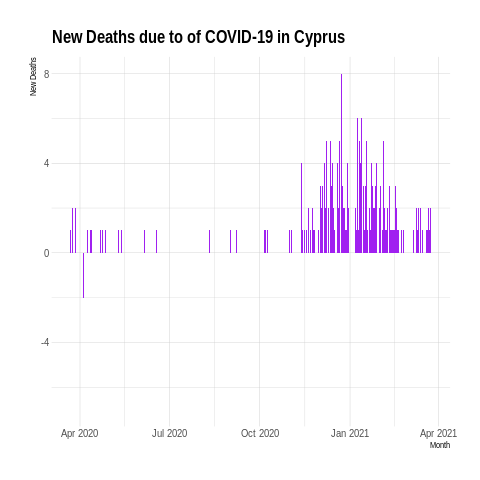 New Deaths due to of COVID-19 in Cyprus
New Deaths
8
4
0
-4
Apr 2020 Jul 2020 Oct 2020 Jan 2021 Apr 2021
Month